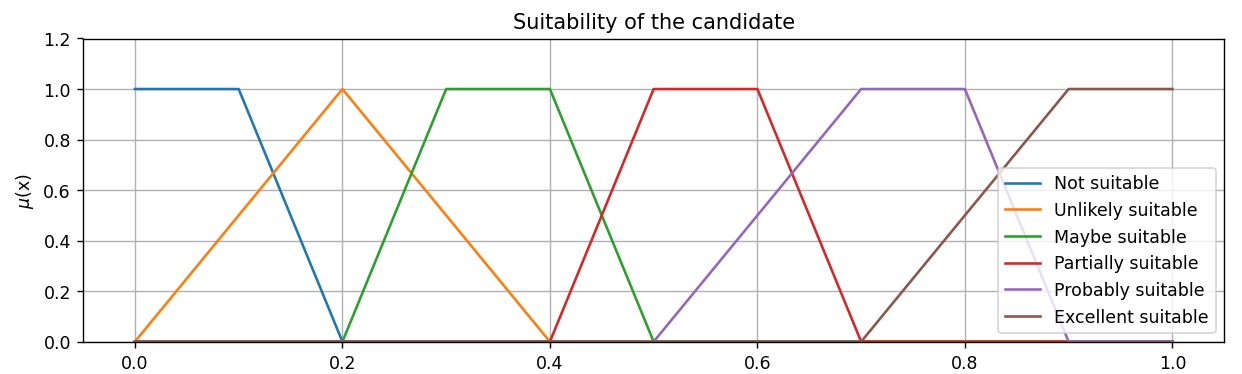 Suitability of the candidate
1.2
1.0
0.8
0.6
0.4
0.2
0.0
μ(x)
Not suitable
Unlikely suitable
Maybe suitable
Partially suitable
Probably suitable
Excellent suitable
0.0 0.2 0.4 0.6 0.8 1.0